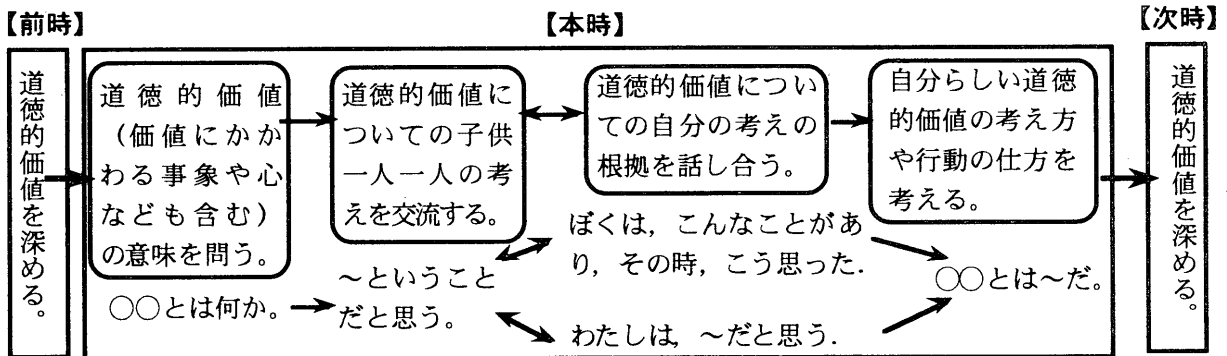 【前時】
【本時】
【次時】
道徳的価値を深める。
道徳的価値
（価値にかか
わる事象や心
なども含む）
の意味を問う。
道徳的価値に
ついての子供
一人一人の考
えを交流する。
道徳的価値につい
ての自分の考えの
根拠を話し合う。
自分らしい道徳
的価値の考え方
や行動の仕方を
考える。
○○とは何か。
～ということ
だと思う。
ぼくは，こんなことがあ
り，その時，こう思った.
わたしは，～だと思う.
○○とは～だ。
道徳的価値を深める。